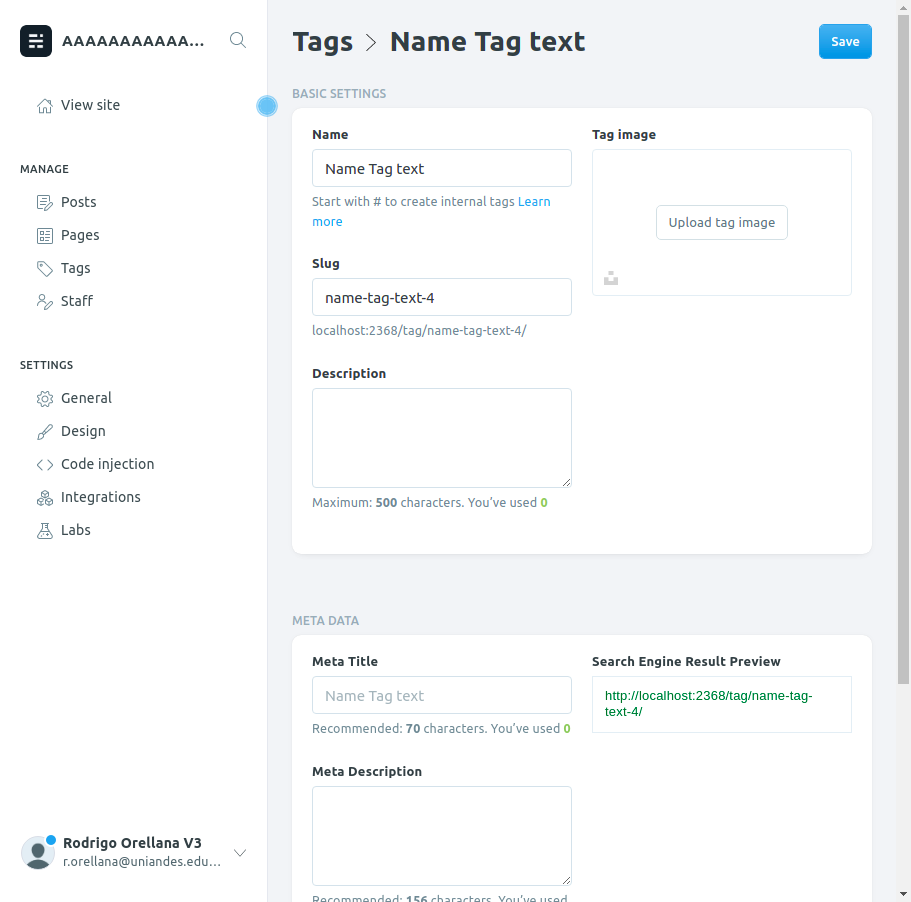 AAAAAAAAAAAA...
View site
MANAGE
Posts
Pages
Tags
Staff
SETTINGS
General
Design
Code injection
Integrations
Labs
Rodrigo Orellana V3
r.orellana@uniandes.edu...
Tags > Name Tag text
Save
BASIC SETTINGS
Name
Name Tag text
Start with # to create internal tags Learn
more
Slug
name-tag-text-4
localhost:2368/tag/name-tag-text-4/
Description
Maximum: 500 characters. You’ve used 0
Tag image
Upload tag image
META DATA
Meta Title
Name Tag text
Recommended: 70 characters. You’ve used 0
Meta Description
Recommended: 156 characters. You’ve used
Search Engine Result Preview
http://localhost:2368/tag/name-tag-
text-4/